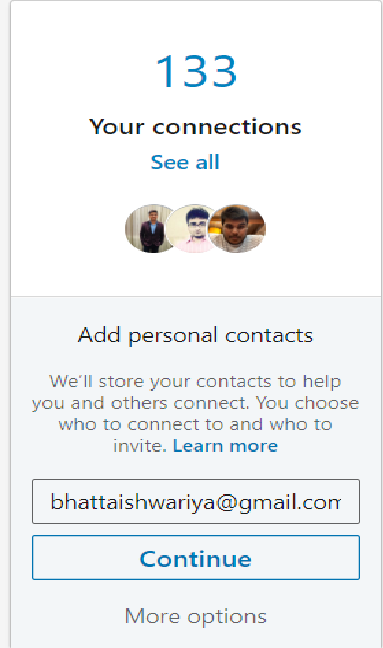 133
Your connections
See all
Add personal contacts
We'll store your contacts to help
you and others connect. You choose
who to connect to and who to
invite. Learn more
bhattaishwariya@gmail.com
Continue
More options